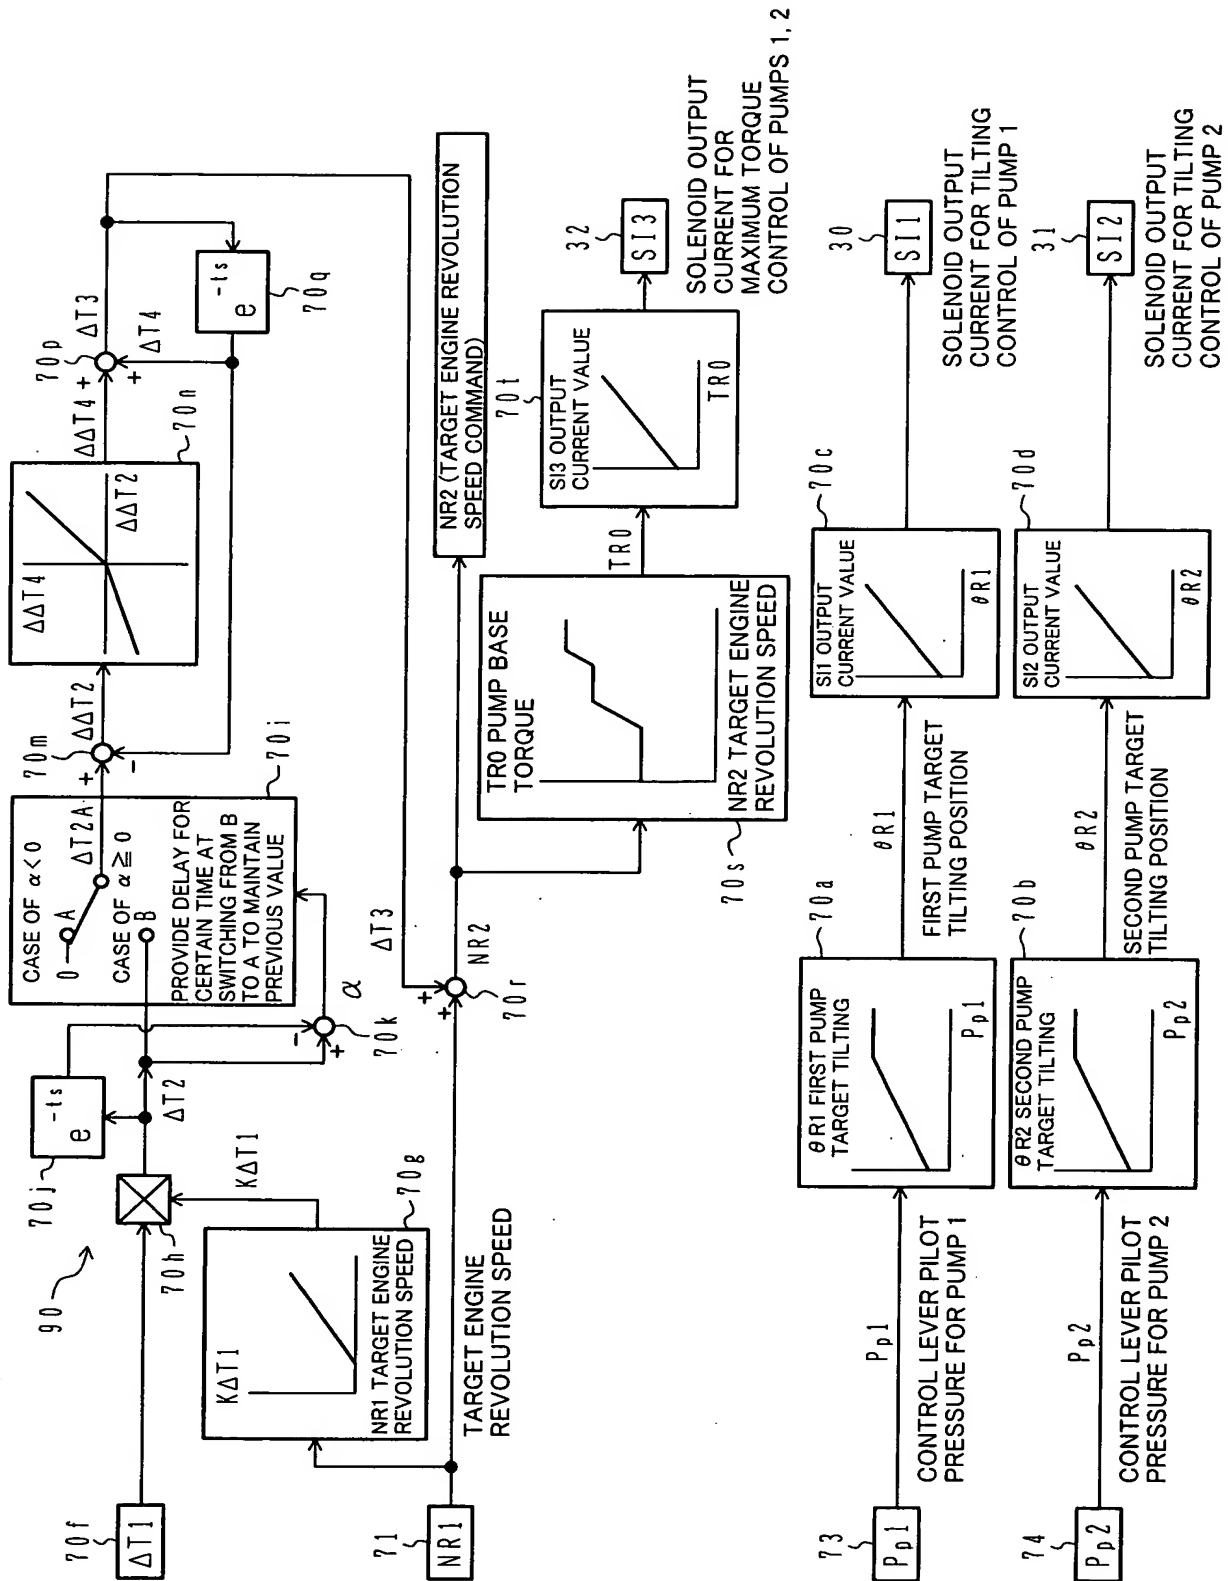 90
70f
ΔT1
70h
KΔT1
NR1 TARGET ENGINE
REVOLUTION SPEED
KΔT1
70g
70j
e
-ts
ΔT2
-
+
70k
α
CASE OF α<0
0
A
ΔT2A
CASE OF α≧0
B
PROVIDE DELAY FOR
CERTAIN TIME AT
SWITCHING FROM B
TO A TO MAINTAIN
PREVIOUS VALUE
70i
+
-
70m
ΔΔT2
ΔΔT4
ΔΔT2
70n
ΔΔT4
+
+
70p
ΔT3
ΔT4
e
-ts
70q
71
NR1
TARGET ENGINE
REVOLUTION SPEED
ΔT3
+
+
70r
NR2
NR2 (TARGET ENGINE REVOLUTION
SPEED COMMAND)
TR0 PUMP BASE
TORQUE
NR2 TARGET ENGINE
REVOLUTION SPEED
70s
TR0
SI3 OUTPUT
CURRENT VALUE
TR0
70t
32
SI3
SOLENOID OUTPUT
CURRENT FOR
MAXIMUM TORQUE
CONTROL OF PUMPS 1, 2
73
Pp1
Pp1
CONTROL LEVER PILOT
PRESSURE FOR PUMP 1
70a
θR1 FIRST PUMP
TARGET TILTING
Pp1
θR1
FIRST PUMP TARGET
TILTING POSITION
70c
SI1 OUTPUT
CURRENT VALUE
θR1
30
SI1
SOLENOID OUTPUT
CURRENT FOR TILTING
CONTROL OF PUMP 1
74
Pp2
Pp2
CONTROL LEVER PILOT
PRESSURE FOR PUMP 2
70b
θR2 SECOND PUMP
TARGET TILTING
Pp2
θR2
SECOND PUMP TARGET
TILTING POSITION
70d
SI2 OUTPUT
CURRENT VALUE
θR2
31
SI2
SOLENOID OUTPUT
CURRENT FOR TILTING
CONTROL OF PUMP 2